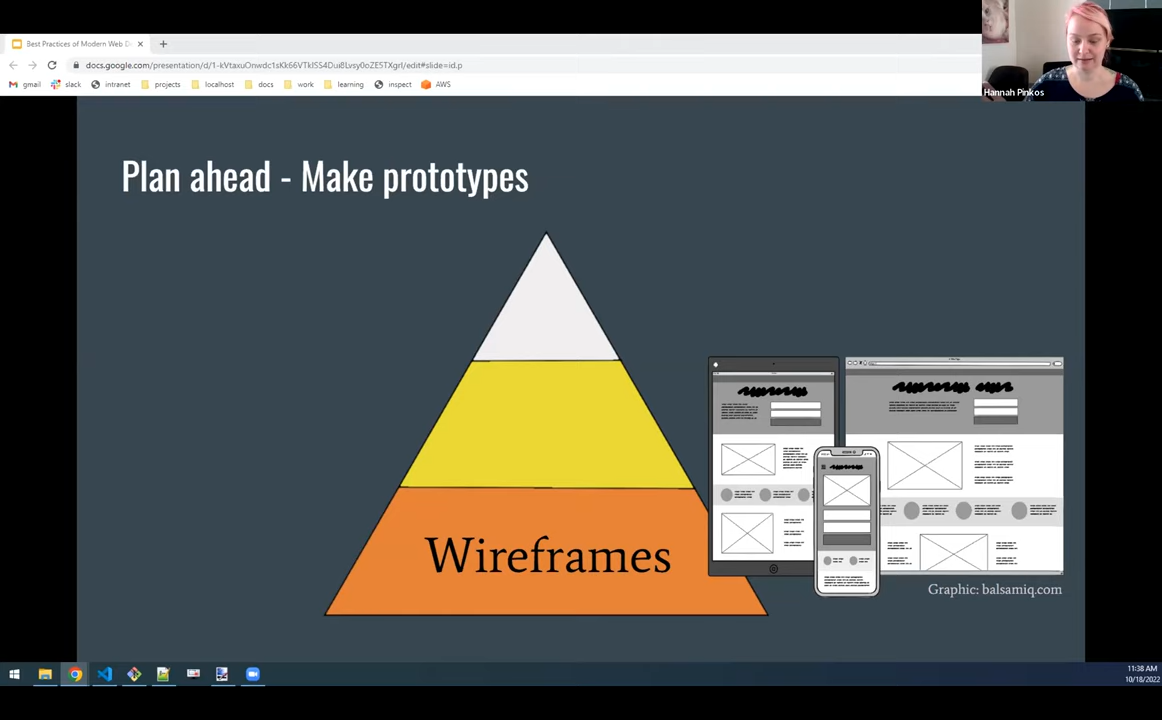 Hannah Pinkos
Best Practices of Modern Web D
docs.google.com/presentation/d/1-kVtaxuOnwdc1sKk66VTklSS4Du8Lvsy0oZE5TXgrI/edit#slide=id.p
gmail slack intranet projects localhost docs work learning inspect AWS
Plan ahead - Make prototypes
Wireframes
Graphic: balsamiq.com
11:38 AM
10/18/2022